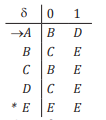 δ 0 1
→A B D
B C E
C B E
D C E
* E E E